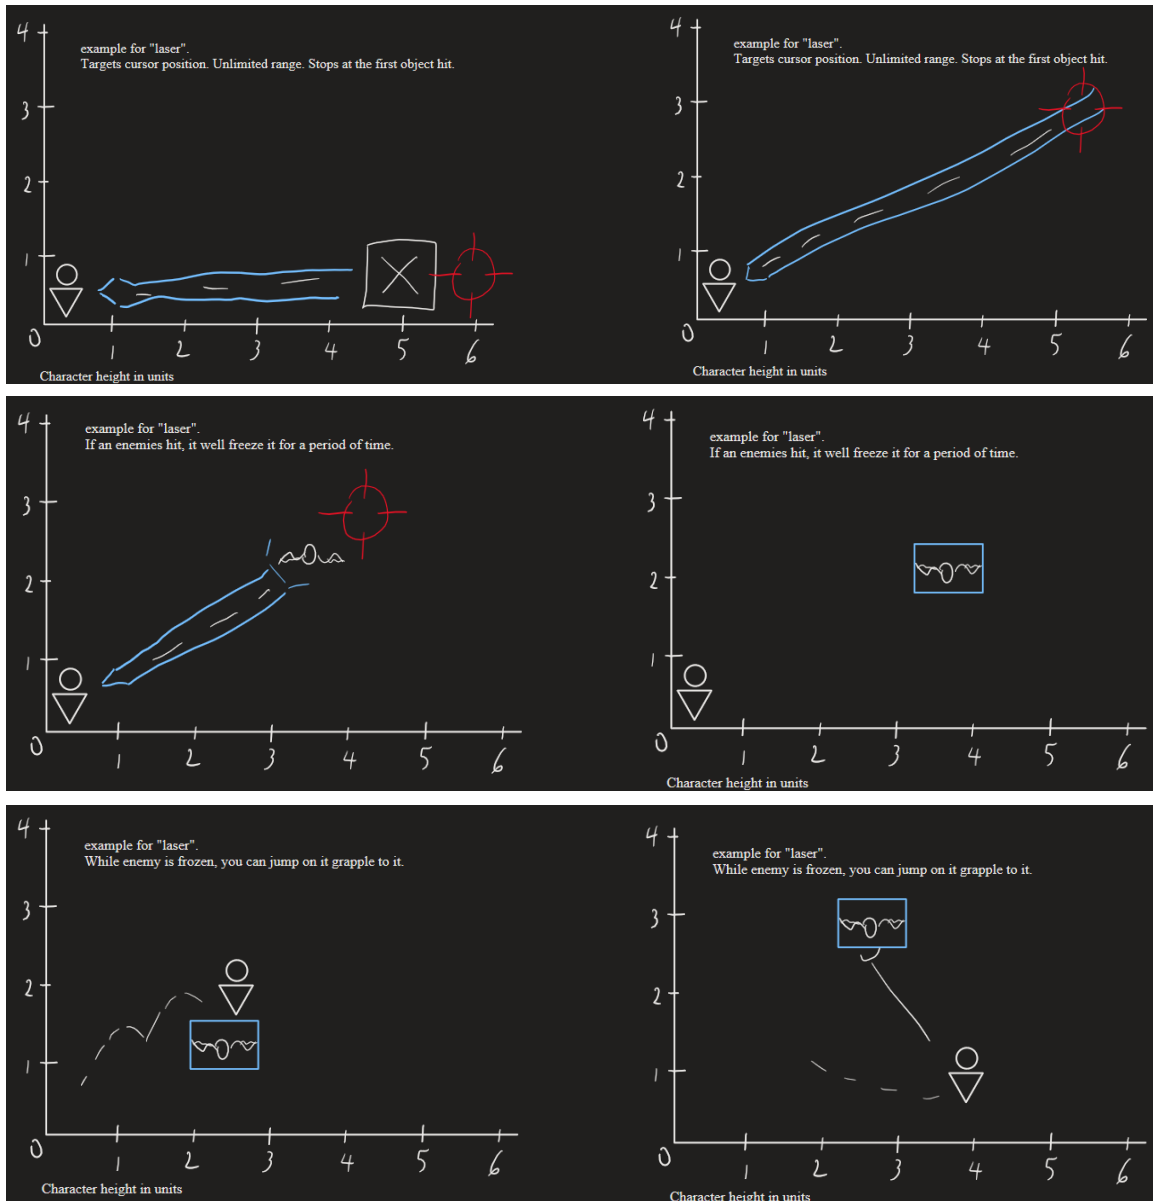 4
example for "laser".
Targets cursor position. Unlimited range. Stops at the first object hit.
3
2
1
0
1 2 3 4 5 6
Character height in units
4
example for "laser".
Targets cursor position. Unlimited range. Stops at the first object hit.
3
2
1
0
1 2 3 4 5 6
Character height in units
4
example for "laser".
If an enemies hit, it well freeze it for a period of time.
3
2
1
0
1 2 3 4 5 6
4
example for "laser".
If an enemies hit, it well freeze it for a period of time.
3
2
1
0
1 2 3 4 5 6
Character height in units
4
example for "laser".
While enemy is frozen, you can jump on it grapple to it.
3
2
1
0
1 2 3 4 5 6
Character height in units
4
example for "laser".
While enemy is frozen, you can jump on it grapple to it.
3
2
1
0
1 2 3 4 5 6
Character height in units